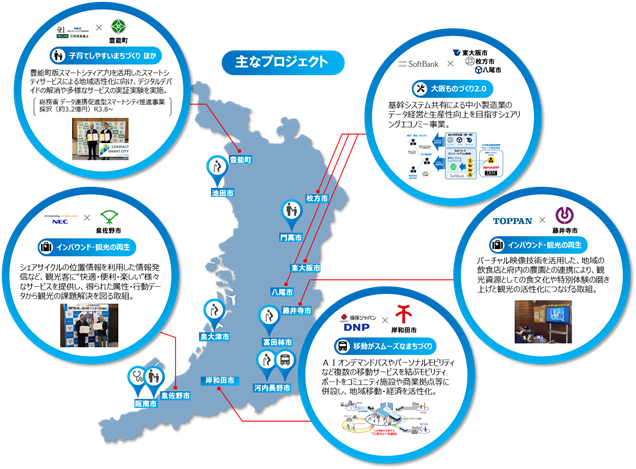 主なプロジェクト
NEC
三井住友海上
×
豊能町
子育てしやすいまちづくり ほか
豊能町版スマートシティアプリを活用したスマートシ
ティサービスによる地域活性化に向け、デジタルデバ
イドの解消や多様なサービスの実証実験を実施。
総務省 データ連携促進型スマートシティ推進事業
採択（約3.2億円）R3.8～
COMPACT
SMART CITY
SoftBank
×
東大阪市
枚方市
八尾市
大阪ものづくり2.0
基幹システム共有による中小製造業の
データ経営と生産性向上を目指すシェアリ
ングエコノミー事業。
SoftBank
NEC
×
泉佐野市
インバウンド・観光の再生
シェアサイクルの位置情報を利用した情報発
信など、観光客に“快適・便利・楽しい”様々
なサービスを提供し、得られた属性・行動デー
タから観光の課題解決を図る取組。
TOPPAN
×
藤井寺市
インバウンド・観光の再生
バーチャル映像技術を活用した、地域の
飲食店と府内の農園との連携により、観
光資源としての食文化や特別体験の磨き
上げと観光の活性化につなげる取組。
損保ジャパン
DNP
×
岸和田市
移動がスムーズなまちづくり
ＡＩオンデマンドバスやパーソナルモビリティ
など複数の移動サービスを結ぶモビリティ
ポートをコミュニティ施設や商業拠点等に
併設し、地域移動・経済を活性化。
豊能町
池田市
枚方市
門真市
東大阪市
八尾市
藤井寺市
泉大津市
富田林市
岸和田市
河内長野市
泉佐野市
阪南市